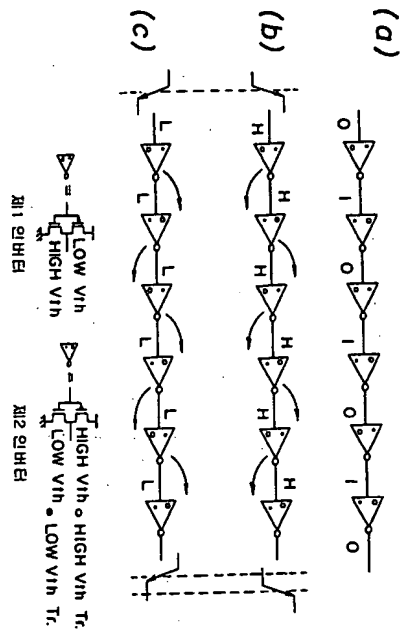 (a)
0 1 0 1 0 1 0
(b)
H H H H H H
(c)
L L L L L L
= LOW Vth
HIGH Vth
제1 인버터
= HIGH Vth
LOW Vth
제2 인버터
o HIGH Vth Tr.
● LOW Vth Tr.